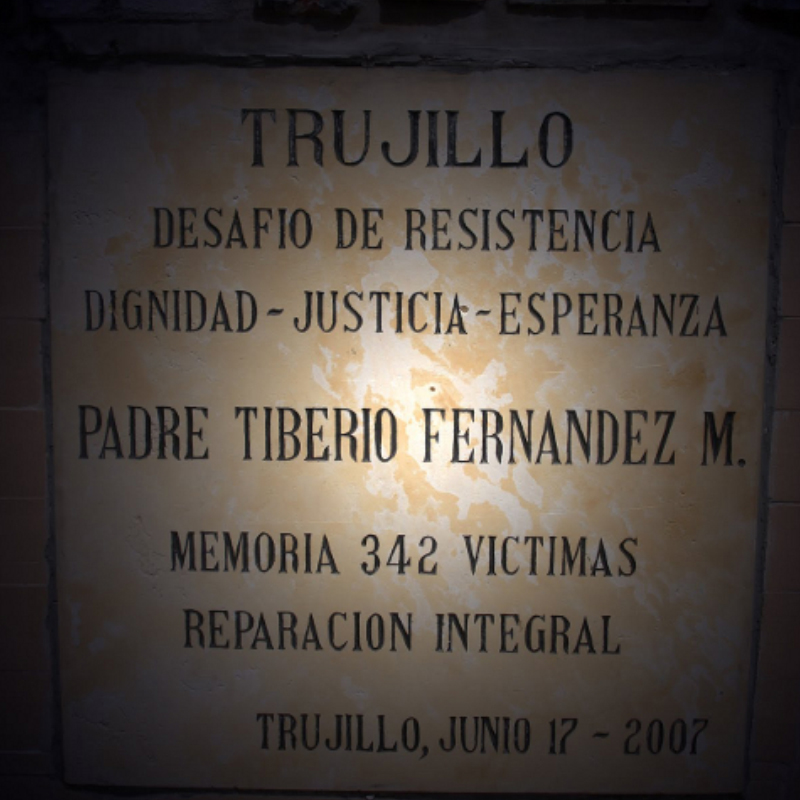 TRUJILLO
DESAFIO DE RESISTENCIA
DIGNIDAD ~ JUSTICIA ~ ESPERANZA
PADRE TIBERIO FERNANDEZ M.
MEMORIA 342 VICTIMAS
REPARACION INTEGRAL
TRUJILLO, JUNIO 17 ~ 2007